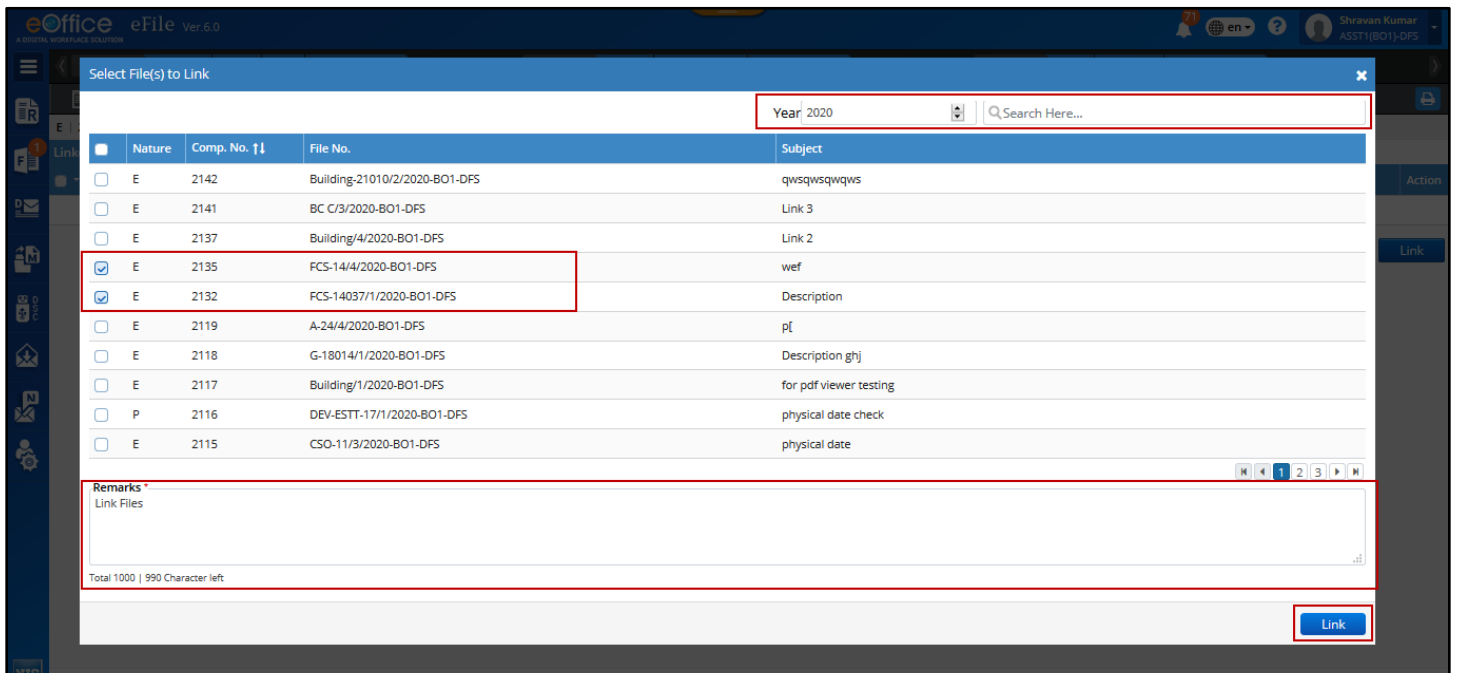 eOffice eFile Ver.6.0
A DIGITAL WORKPLACE SOLUTION
71 en ? Shravan Kumar
ASST1(BO1)-DFS
Select File(s) to Link
Year 2020 Search Here...
Nature Comp. No. File No. Subject
E 2142 Building-21010/2/2020-BO1-DFS qwsqwsqwqws
E 2141 BC C/3/2020-BO1-DFS Link 3
E 2137 Building/4/2020-BO1-DFS Link 2
E 2135 FCS-14/4/2020-BO1-DFS wef
E 2132 FCS-14037/1/2020-BO1-DFS Description
E 2119 A-24/4/2020-BO1-DFS p[
E 2118 G-18014/1/2020-BO1-DFS Description ghj
E 2117 Building/1/2020-BO1-DFS for pdf viewer testing
P 2116 DEV-ESTT-17/1/2020-BO1-DFS physical date check
E 2115 CSO-11/3/2020-BO1-DFS physical date
1 2 3
Remarks *
Link Files
Total 1000 | 990 Character left
Link
R
E
F 1
Link
Action
D
M
Link
DSC
N